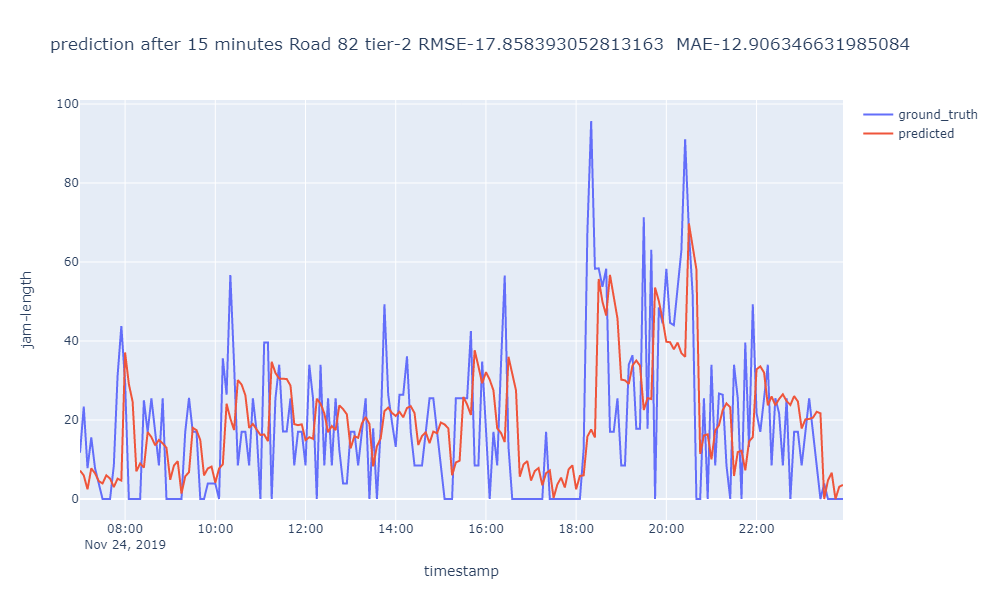 prediction after 15 minutes Road 82 tier-2 RMSE-17.858393052813163  MAE-12.906346631985084
ground_truth
predicted
jam-length
100
80
60
40
20
0
08:00 10:00 12:00 14:00 16:00 18:00 20:00 22:00
Nov 24, 2019
timestamp